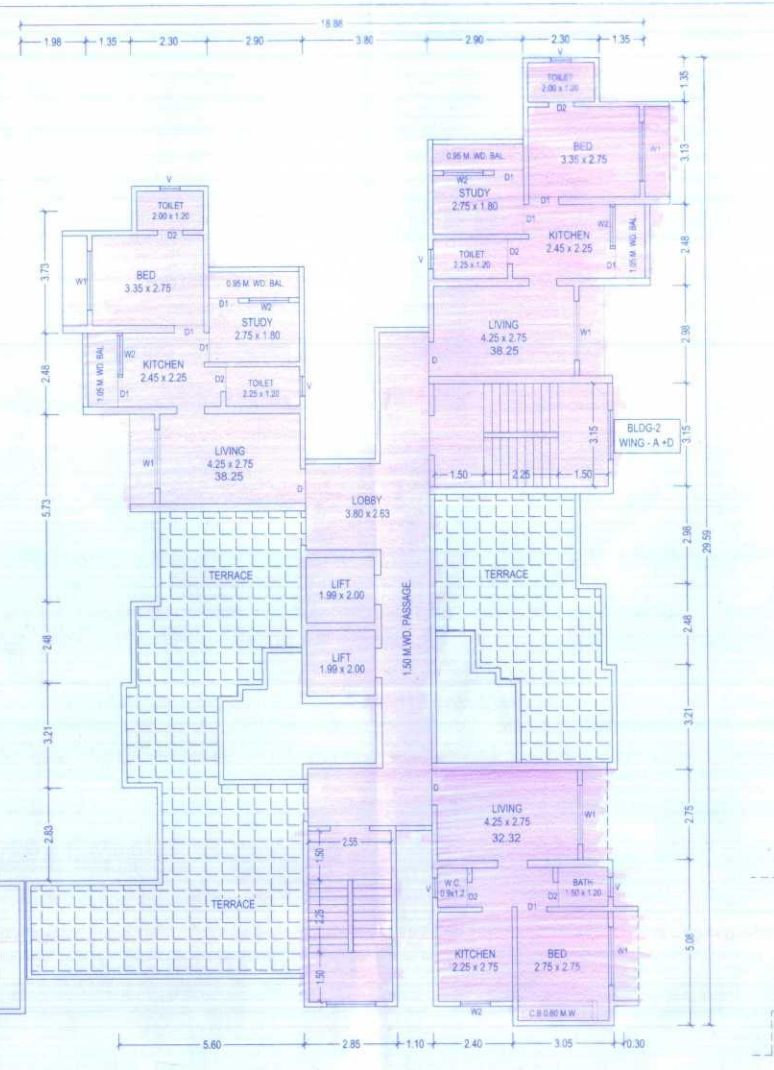 18.88
1.98 1.35 2.30 2.90 3.80 2.90 2.30 1.35
V
TOILET
2.00 x 1.20
D2
1.35
BED
3.35 x 2.75
W1
3.13
0.95 M. WD. BAL
W2 D1
STUDY
2.75 x 1.80
D1
D1
KITCHEN
2.45 x 2.25
W2
D1
1.05 M. WD. BAL
2.48
TOILET
2.25 x 1.20
D2
V
LIVING
4.25 x 2.75
38.25
W1
D
2.98
V
TOILET
2.00 x 1.20
D2
BED
3.35 x 2.75
W1
3.73
0.95 M. WD. BAL
D1
W2
STUDY
2.75 x 1.80
D1
D1
KITCHEN
2.45 x 2.25
W2
D1
1.05 M. WD. BAL
2.48
D2
TOILET
2.25 x 1.20
V
LIVING
4.25 x 2.75
38.25
W1
D
5.73
1.50 2.25 1.50
3.15
BLDG-2
WING - A +D
3.15
LOBBY
3.80 x 2.63
29.59
TERRACE
LIFT
1.99 x 2.00
LIFT
1.99 x 2.00
1.50 M.WD. PASSAGE
TERRACE
2.98
2.48
2.48
3.21
3.21
2.83
D
LIVING
4.25 x 2.75
32.32
W1
2.75
2.55
1.50
2.25
1.50
TERRACE
V
W.C.
0.9x1.2
D2
D2
BATH
1.50 x 1.20
V
D1
KITCHEN
2.25 x 2.75
BED
2.75 x 2.75
W1
5.08
W2
C.B 0.60 M.W
5.60 2.85 1.10 2.40 3.05 0.30